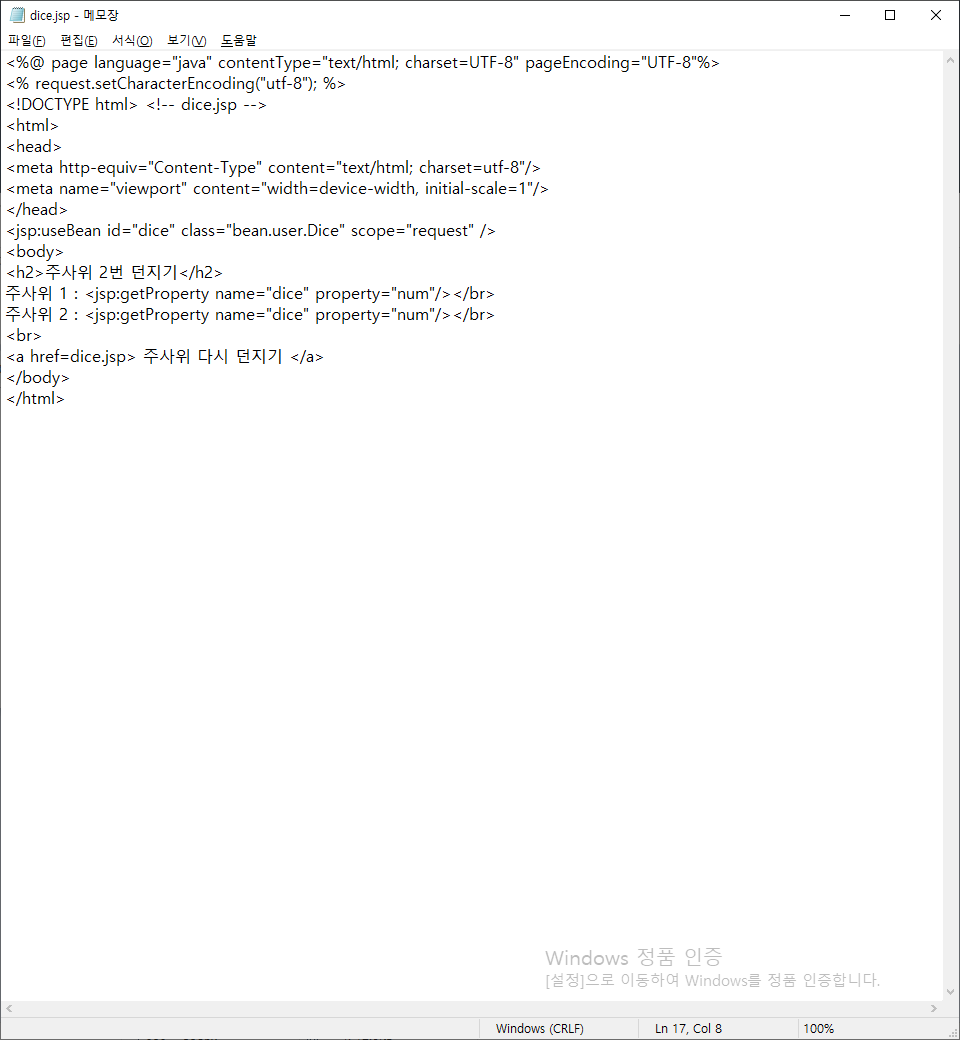 dice.jsp - 메모장
파일(F) 편집(E) 서식(O) 보기(V) 도움말
<%@ page language="java" contentType="text/html; charset=UTF-8" pageEncoding="UTF-8"%>
<% request.setCharacterEncoding("utf-8"); %>
<!DOCTYPE html> <!-- dice.jsp -->
<html>
<head>
<meta http-equiv="Content-Type" content="text/html; charset=utf-8"/>
<meta name="viewport" content="width=device-width, initial-scale=1"/>
</head>
<jsp:useBean id="dice" class="bean.user.Dice" scope="request" />
<body>
<h2>주사위 2번 던지기</h2>
주사위 1 : <jsp:getProperty name="dice" property="num"/></br>
주사위 2 : <jsp:getProperty name="dice" property="num"/></br>
<br>
<a href=dice.jsp> 주사위 다시 던지기 </a>
</body>
</html>
Windows 정품 인증
[설정]으로 이동하여 Windows를 정품 인증합니다.
Windows (CRLF) Ln 17, Col 8 100%